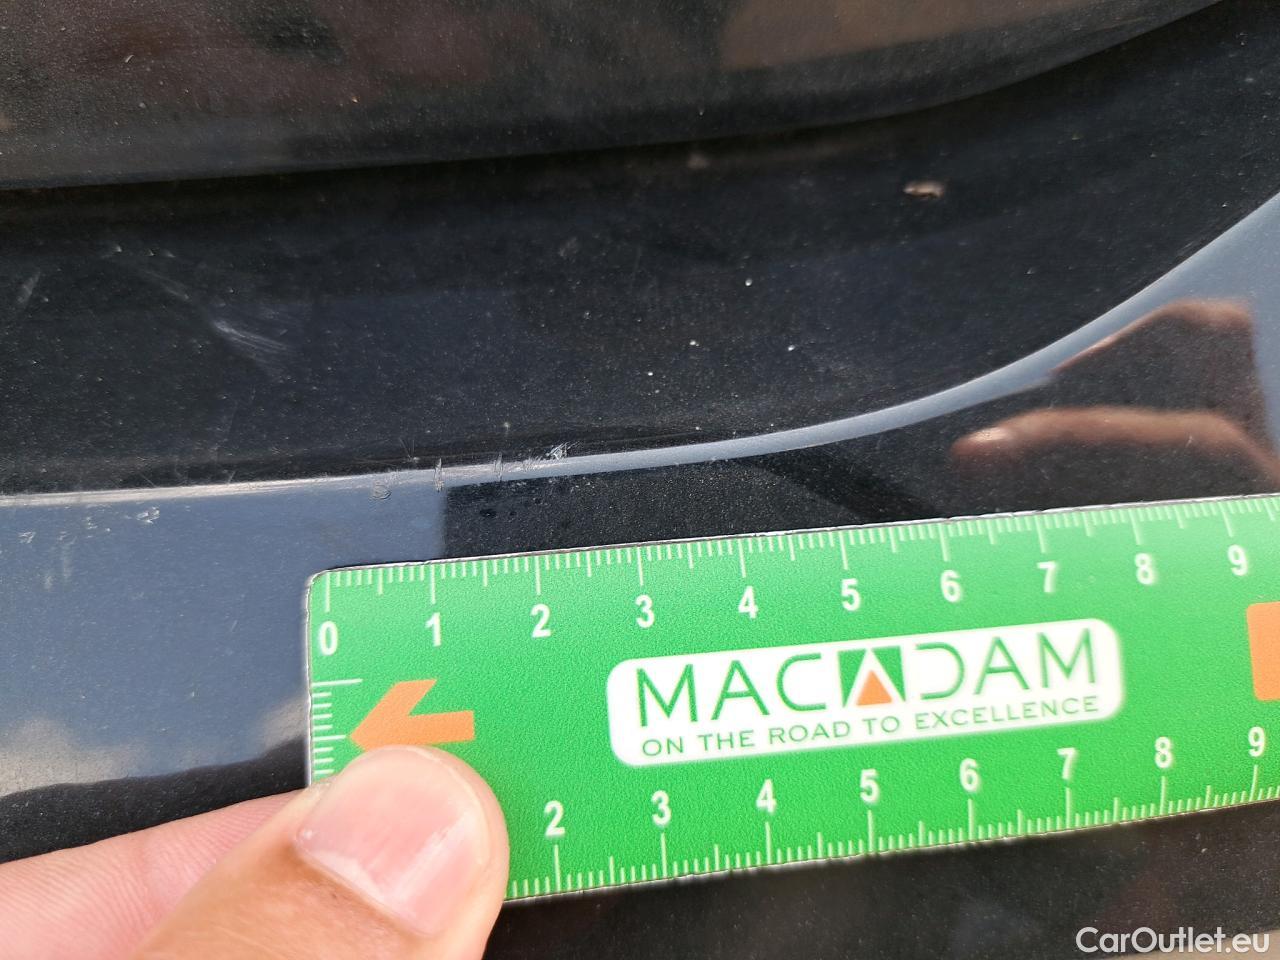 0 1 2 3 4 5 6 7 8 9
MACADAM
ON THE ROAD TO EXCELLENCE
2 3 4 5 6 7 8 9
CarOutlet.eu